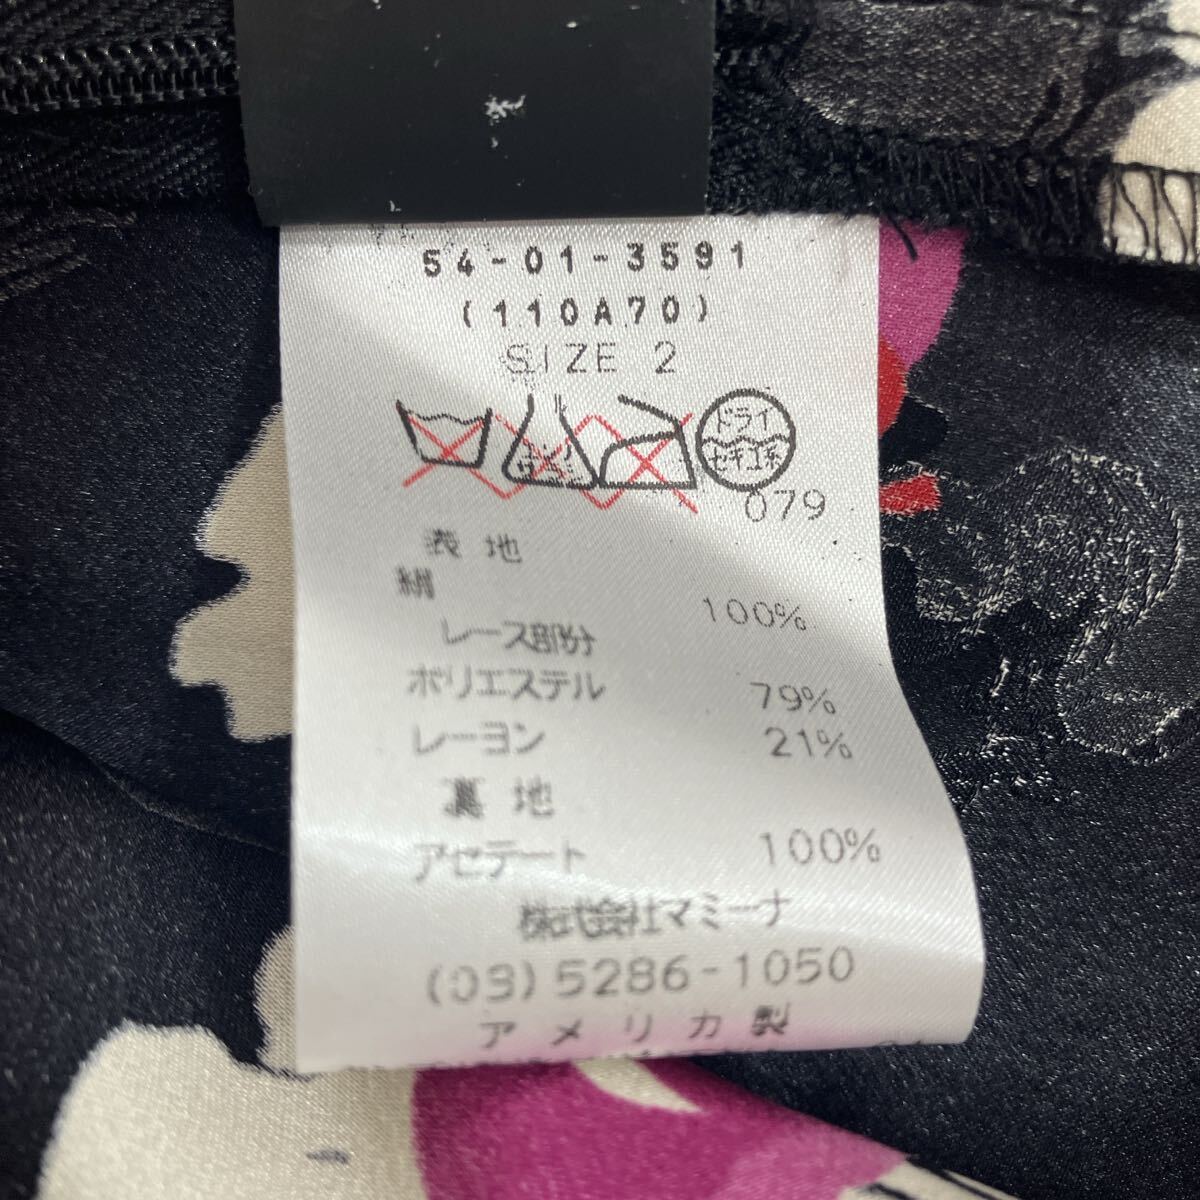 54-01-3591
(110A70)
SIZE 2
ドライ
セキユ系
079
表地
絹 100%
レース部分
ポリエステル 79%
レーヨン 21%
裏地
アセテート 100%
株式会社マミーナ
(03)5286-1050
アメリカ製